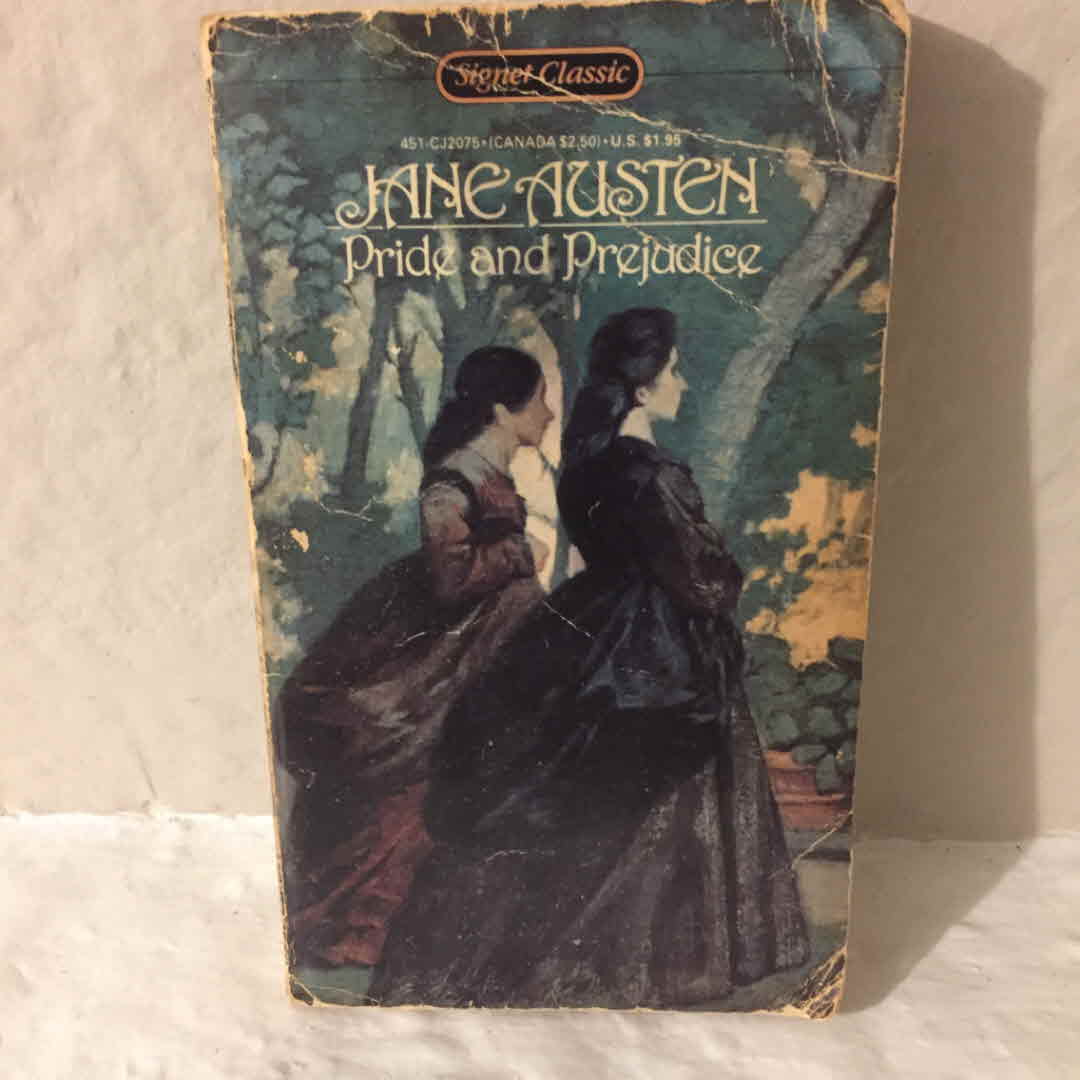 Signet Classic
451-CJ2075•(CANADA $2.50)•U.S. $1.95
JANE AUSTEN
Pride and Prejudice